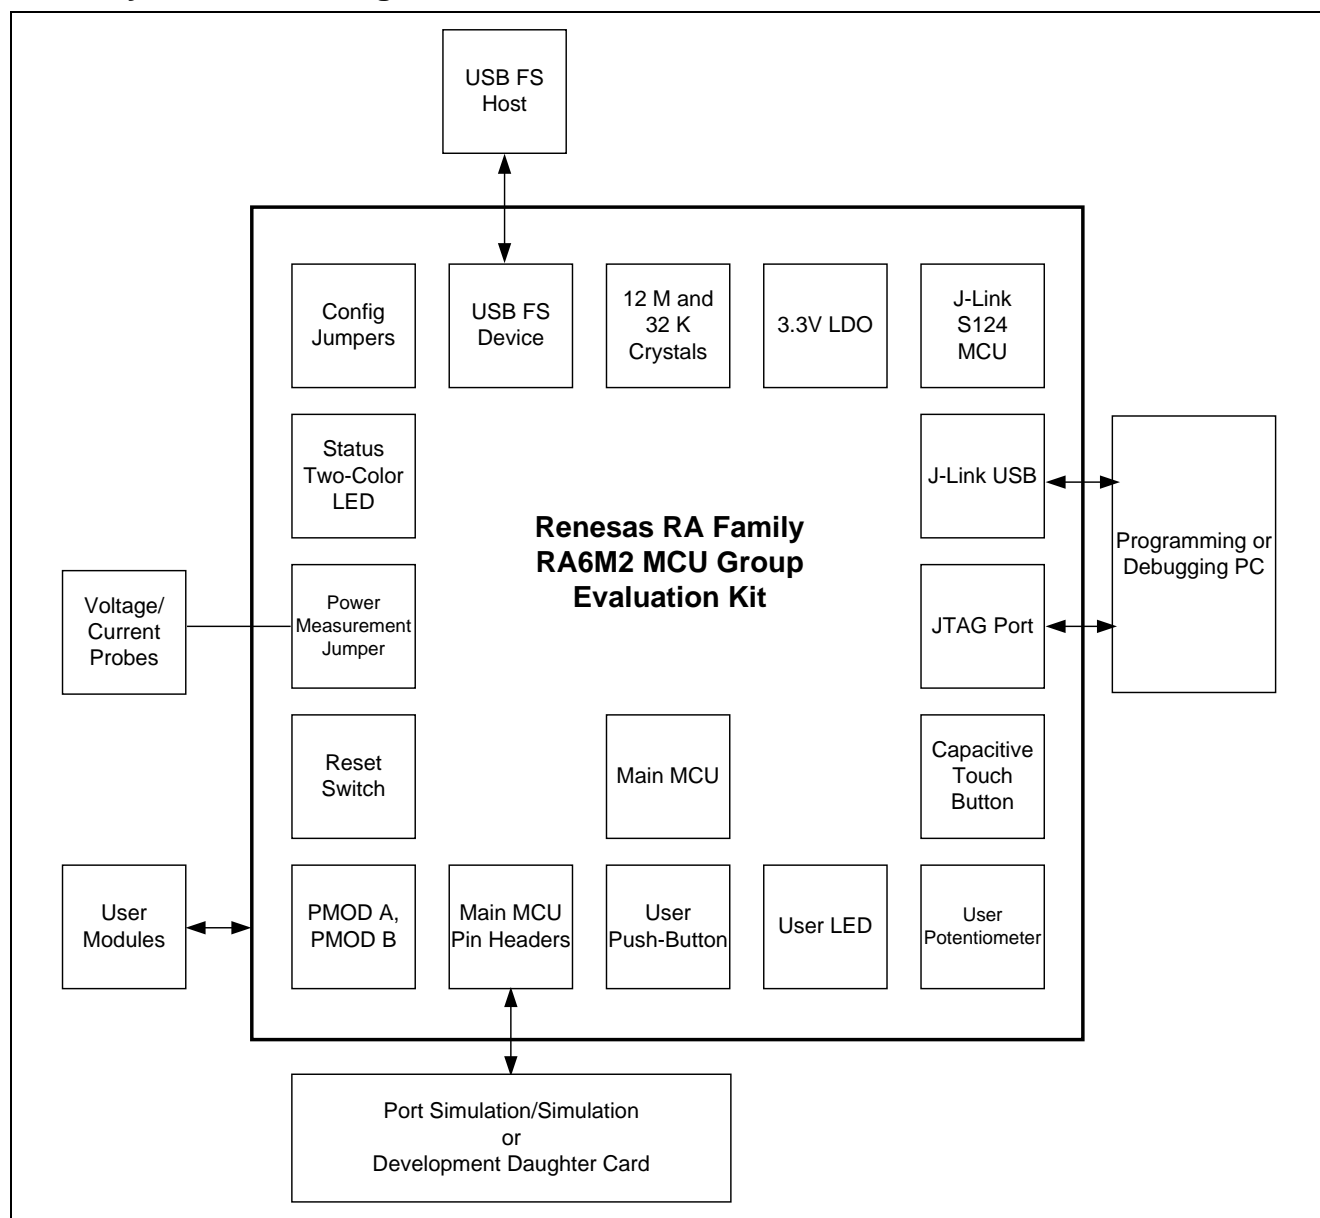 USB FS
Host
Config
Jumpers
USB FS
Device
12 M and
32 K
Crystals
3.3V LDO
J-Link
S124
MCU
Status
Two-Color
LED
J-Link USB
Renesas RA Family
RA6M2 MCU Group
Evaluation Kit
Programming or
Debugging PC
Voltage/
Current
Probes
Power
Measurement
Jumper
JTAG Port
Reset
Switch
Main MCU
Capacitive
Touch
Button
User
Modules
PMOD A,
PMOD B
Main MCU
Pin Headers
User
Push-Button
User LED
User
Potentiometer
Port Simulation/Simulation
or
Development Daughter Card